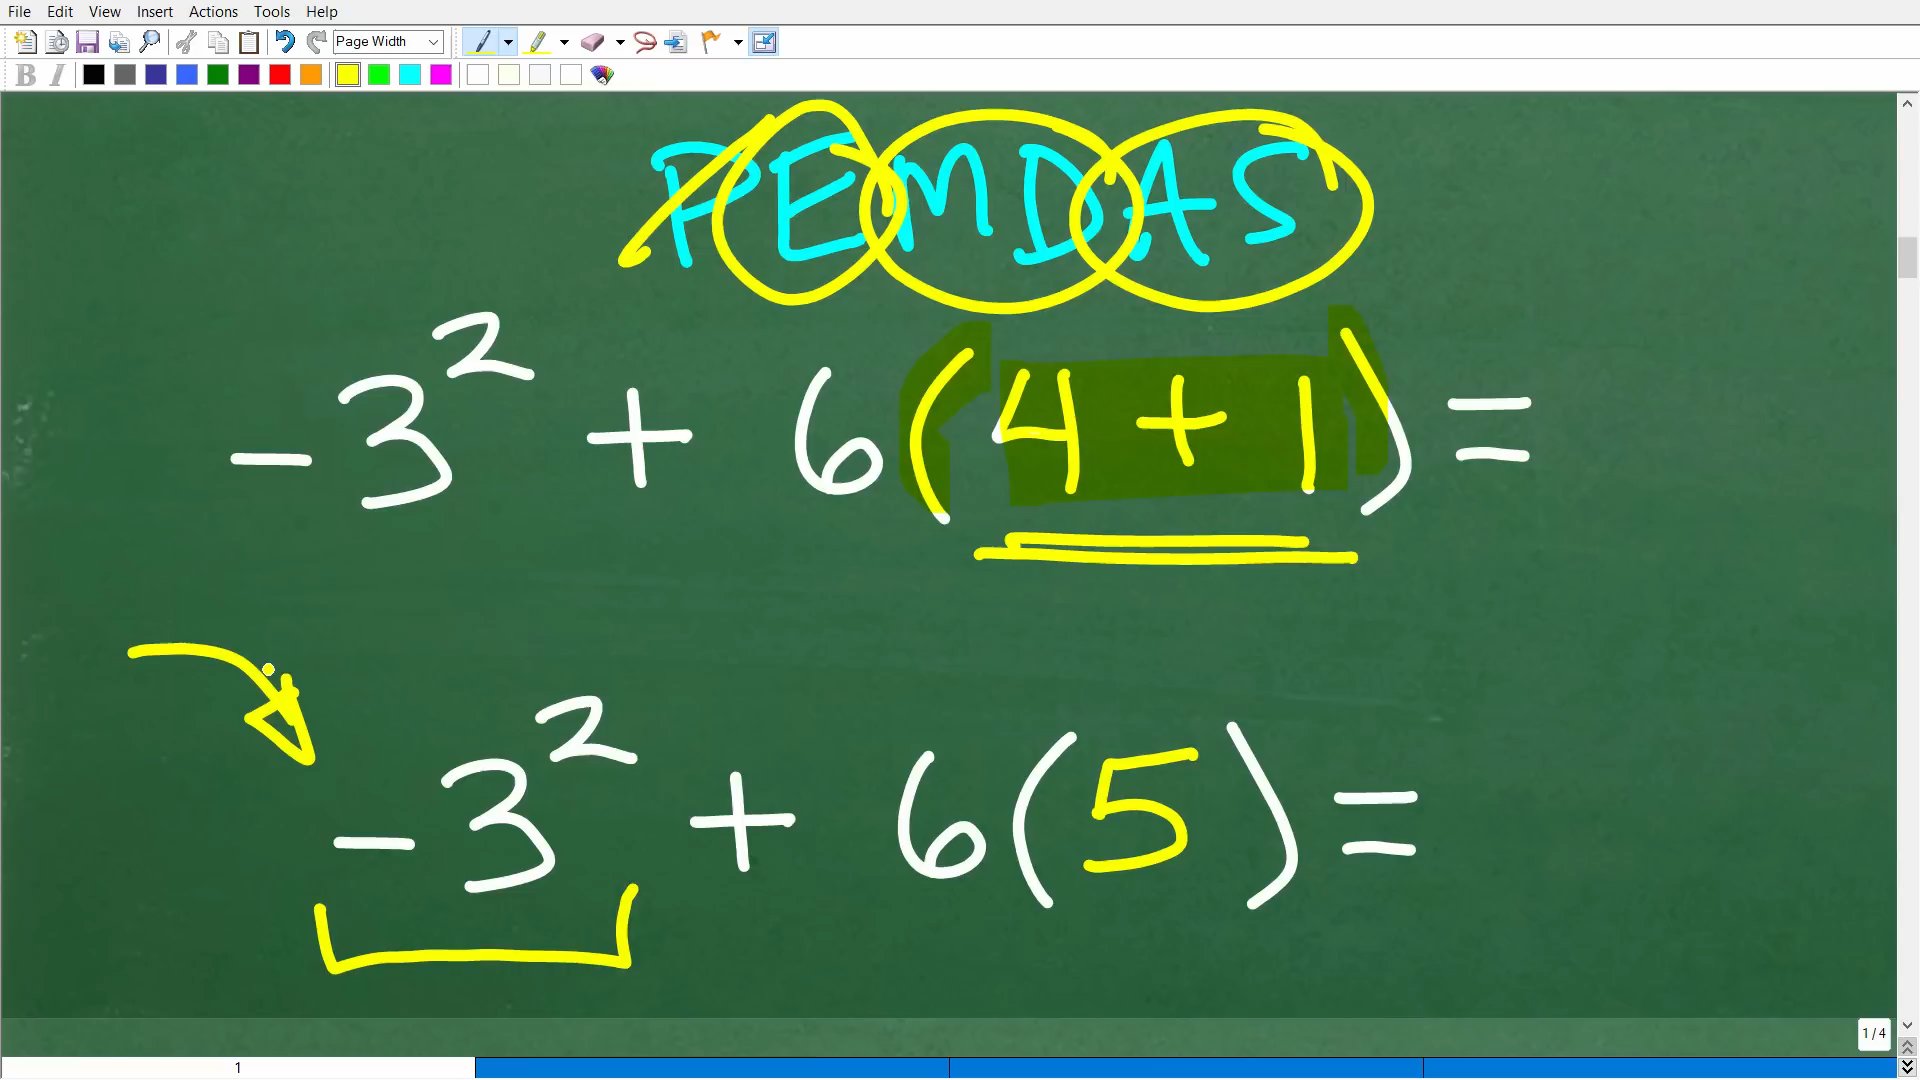 File Edit View Insert Actions Tools Help
Page Width
B I
PEMDAS
-3² + 6(4 + 1) =
-3² + 6(5) =
1 / 4
1